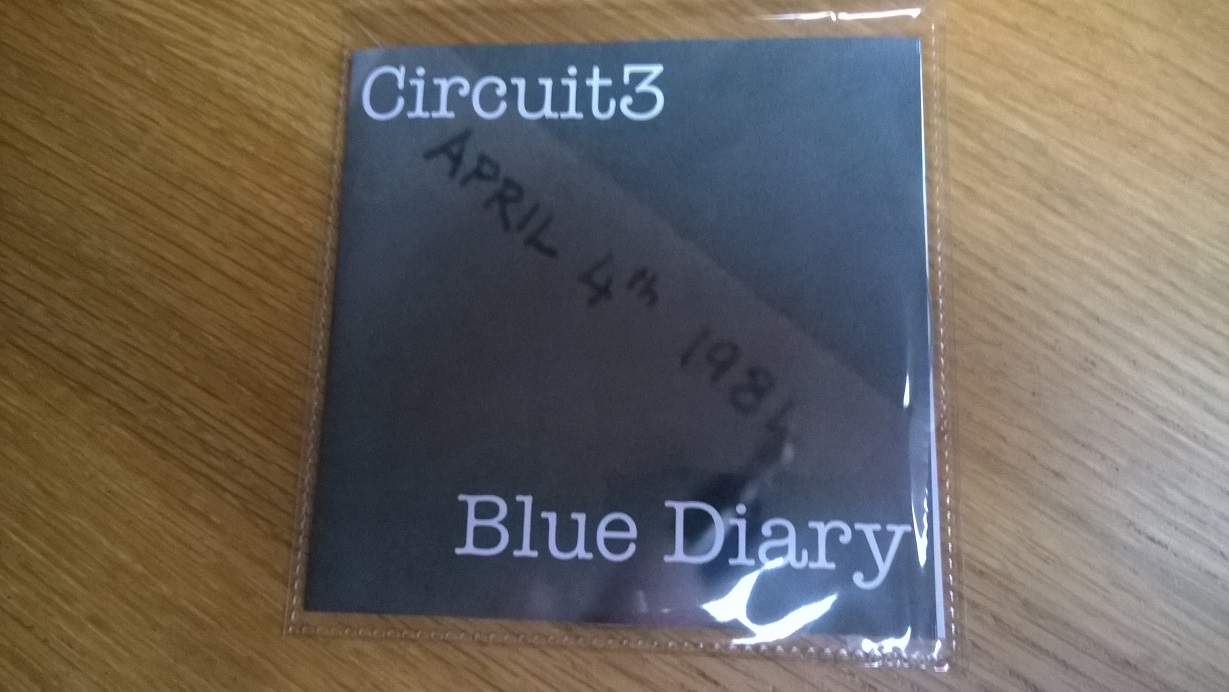 Circuit3
APRIL 4th 1984
Blue Diary